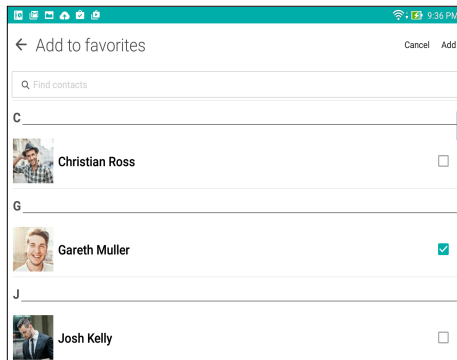 9:36 PM
Add to favorites
Cancel Add
Find contacts
C
Christian Ross
G
Gareth Muller
J
Josh Kelly